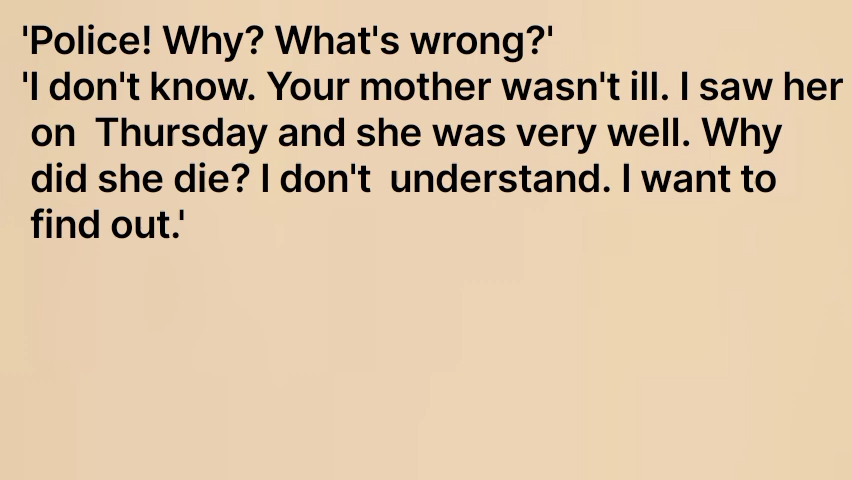 'Police! Why? What's wrong?'
'I don't know. Your mother wasn't ill. I saw her
on  Thursday and she was very well. Why
did she die? I don't  understand. I want to
find out.'